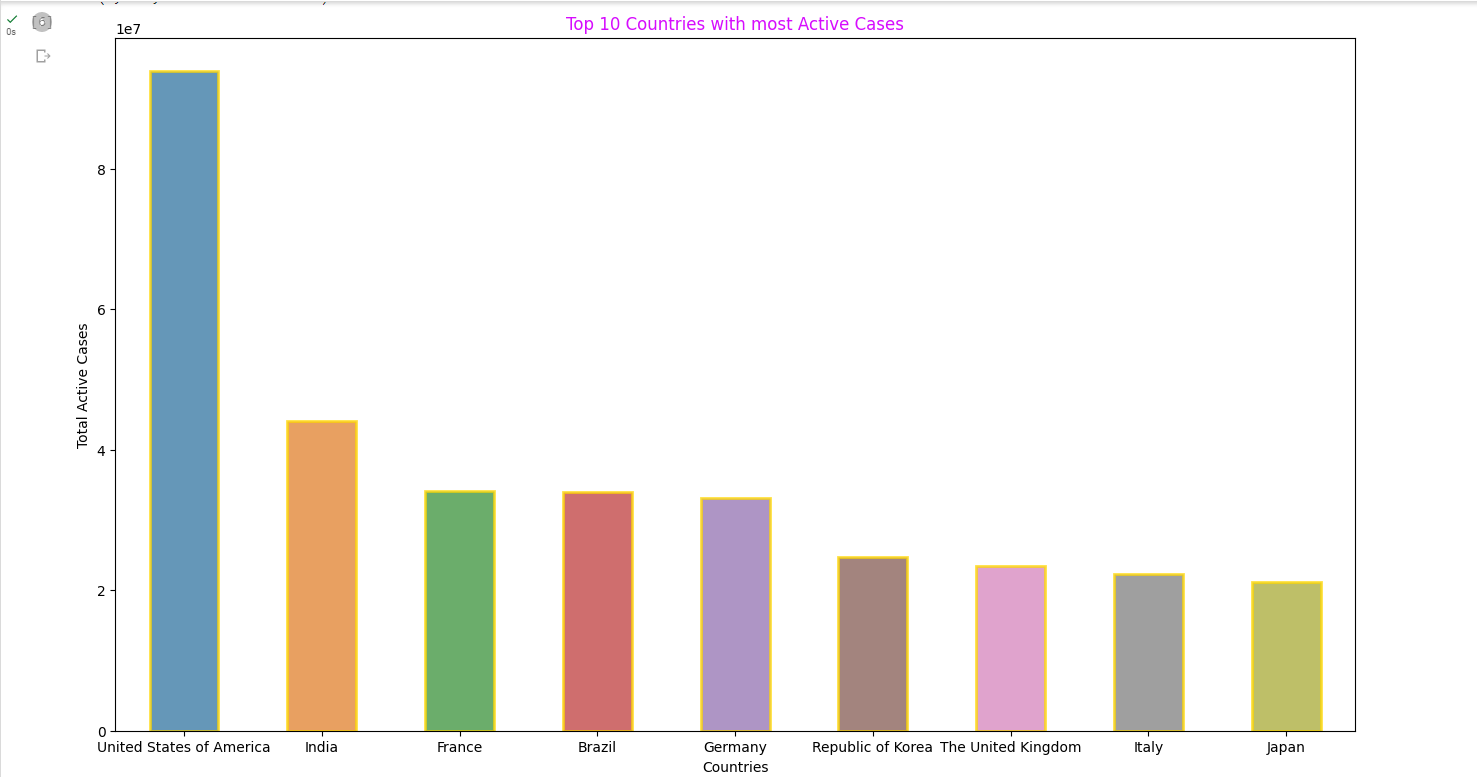 0s
Top 10 Countries with most Active Cases
1e7
8
6
4
2
0
Total Active Cases
United States of America India France Brazil Germany Republic of Korea The United Kingdom Italy Japan
Countries